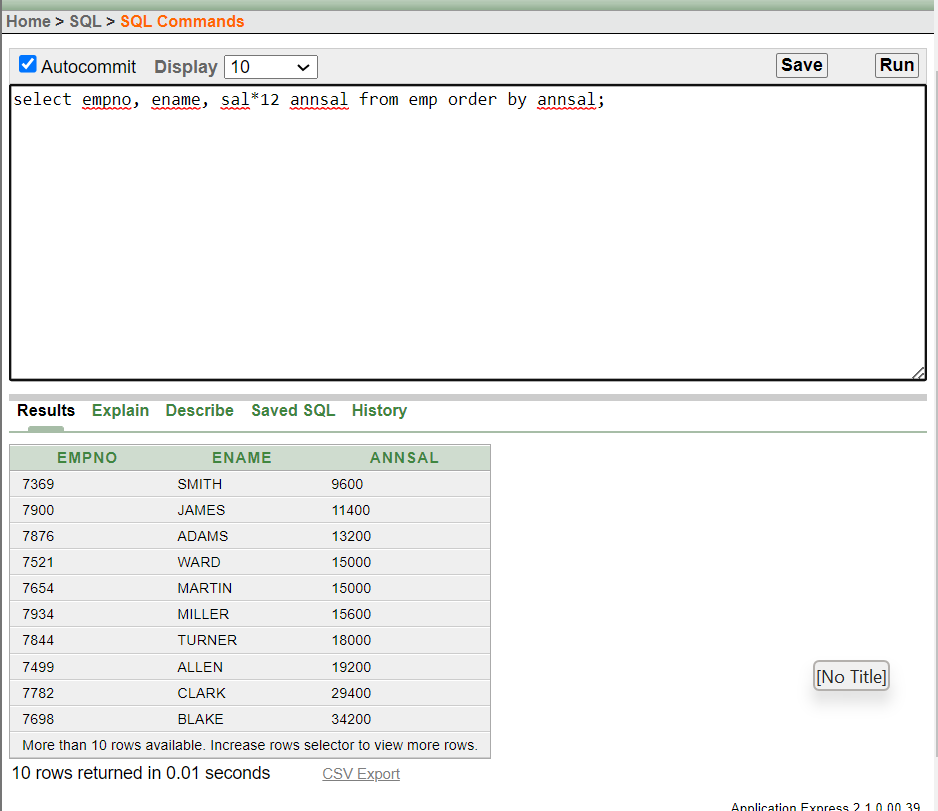 Home > SQL > SQL Commands
Autocommit Display 10 Save Run
select empno, ename, sal*12 annsal from emp order by annsal;
Results Explain Describe Saved SQL History
EMPNO ENAME ANNSAL
7369 SMITH 9600
7900 JAMES 11400
7876 ADAMS 13200
7521 WARD 15000
7654 MARTIN 15000
7934 MILLER 15600
7844 TURNER 18000
7499 ALLEN 19200
[No Title]
7782 CLARK 29400
7698 BLAKE 34200
More than 10 rows available. Increase rows selector to view more rows.
10 rows returned in 0.01 seconds CSV Export
Application Express 2.1.0.00.39